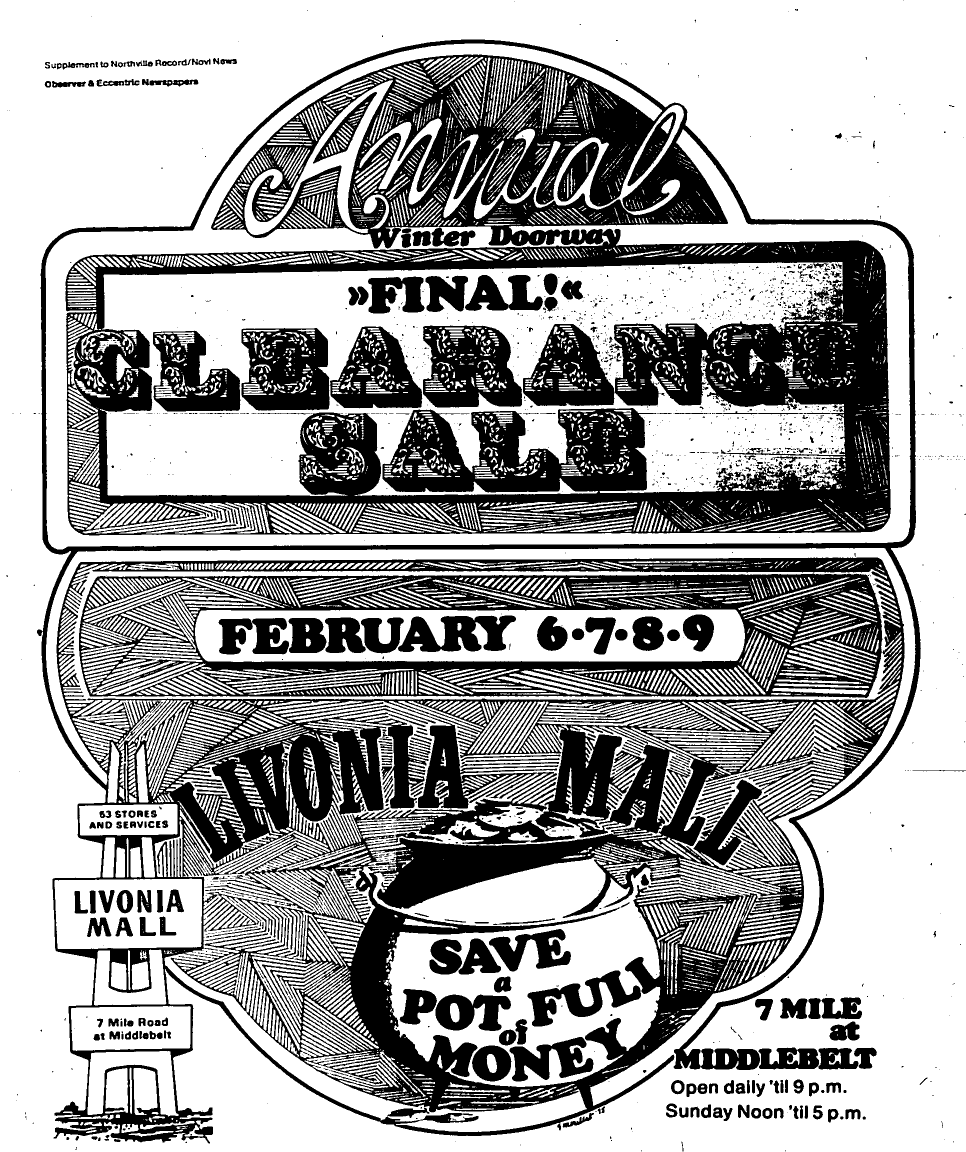 Supplement to Northville Record/Novi News
Observer & Eccentric Newspapers
Annual
Winter Doorway
»FINAL!«
CLEARANCE
SALE
FEBRUARY 6•7•8•9
LIVONIA MALL
53 STORES
AND SERVICES
LIVONIA
MALL
7 Mile Road
at Middlebelt
SAVE
a
POT FULL
of
MONEY
7 MILE
at
MIDDLEBELT
Open daily 'til 9 p.m.
Sunday Noon 'til 5 p.m.